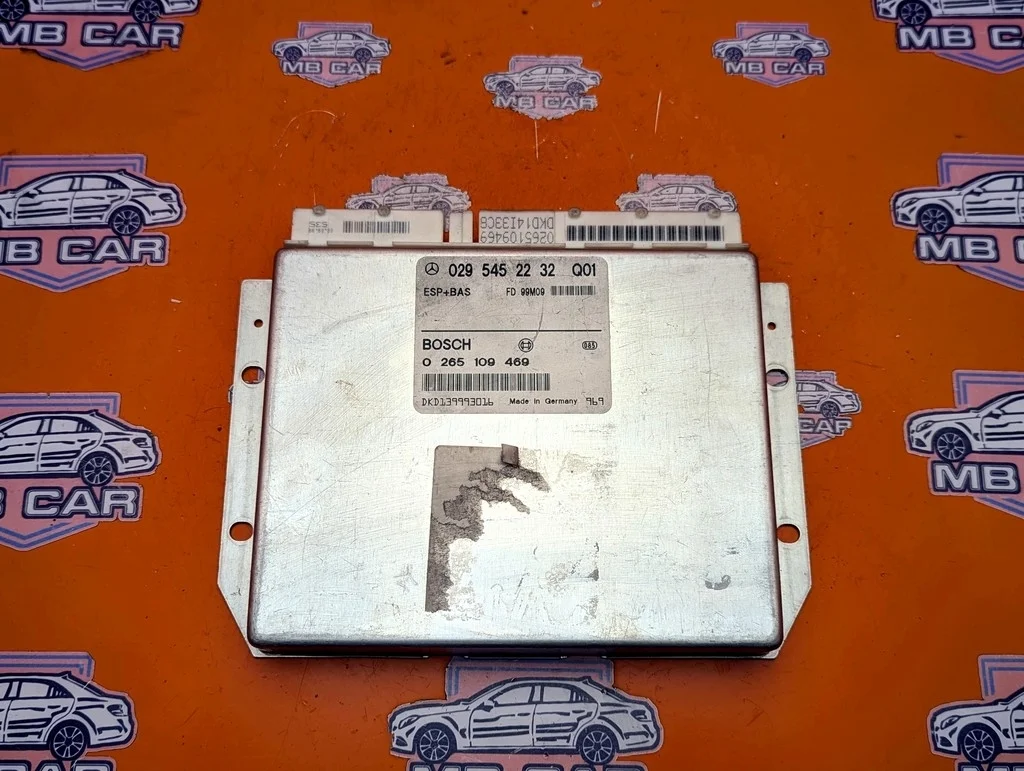 MB CAR
MB CAR
MB CAR
MB CAR
MB CAR
MB CAR
MB CAR
MB CAR
MB CAR
0265109469
DKD14I33C6
029 545 22 32 Q01
ESP+BAS FD 99M09
BOSCH
0 265 109 469
DKD139993016 Made in Germany 969